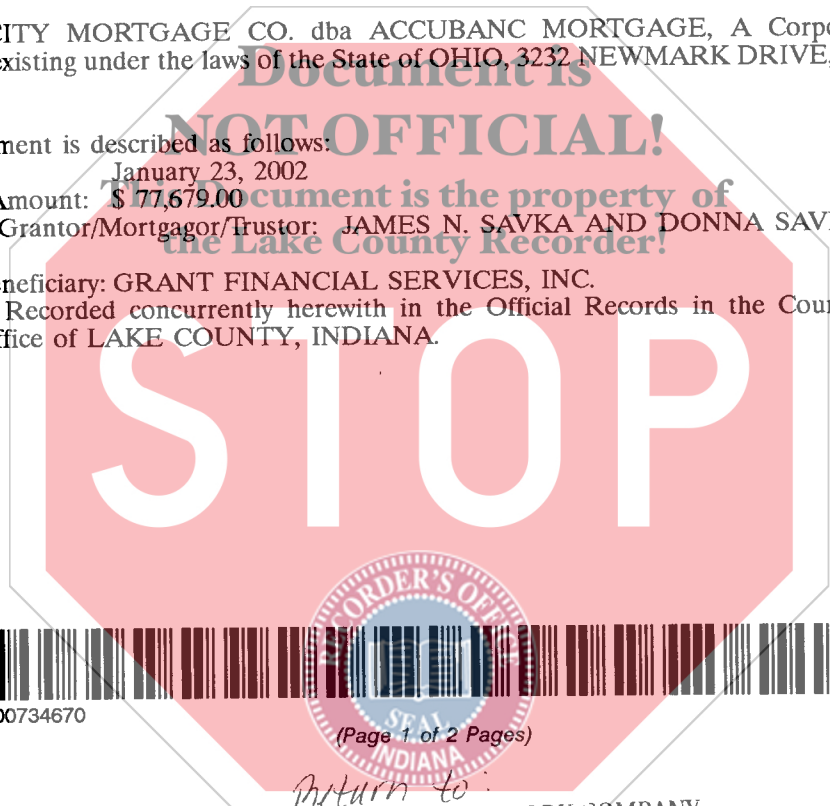 CITY MORTGAGE CO. dba ACCUBANC MORTGAGE, A Corpo
existing under the laws of the State of OHIO, 3232 NEWMARK DRIVE,
Document is
NOT OFFICIAL!
This Document is the property of
the Lake County Recorder!
ment is described as follows:
January 23, 2002
Amount: $ 77,679.00
Grantor/Mortgagor/Trustor: JAMES N. SAVKA AND DONNA SAV
neficiary: GRANT FINANCIAL SERVICES, INC.
Recorded concurrently herewith in the Official Records in the Cou
ffice of LAKE COUNTY, INDIANA.
STOP
RECORDER'S OFFICE
SEAL
INDIANA
00734670
(Page 1 of 2 Pages)
Return to:
COMPANY